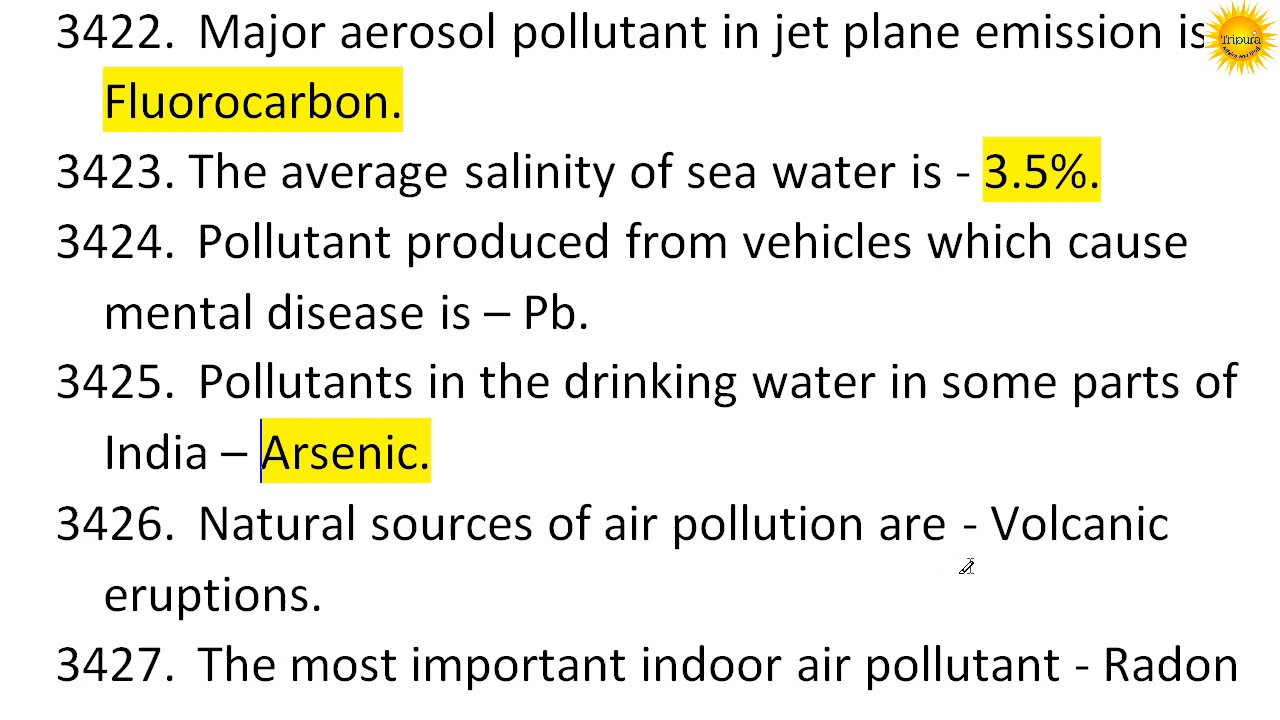 3422. Major aerosol pollutant in jet plane emission is
Tripura
Fluorocarbon.
3423. The average salinity of sea water is - 3.5%.
3424. Pollutant produced from vehicles which cause
mental disease is – Pb.
3425. Pollutants in the drinking water in some parts of
India – Arsenic.
3426. Natural sources of air pollution are - Volcanic
eruptions.
3427. The most important indoor air pollutant - Radon